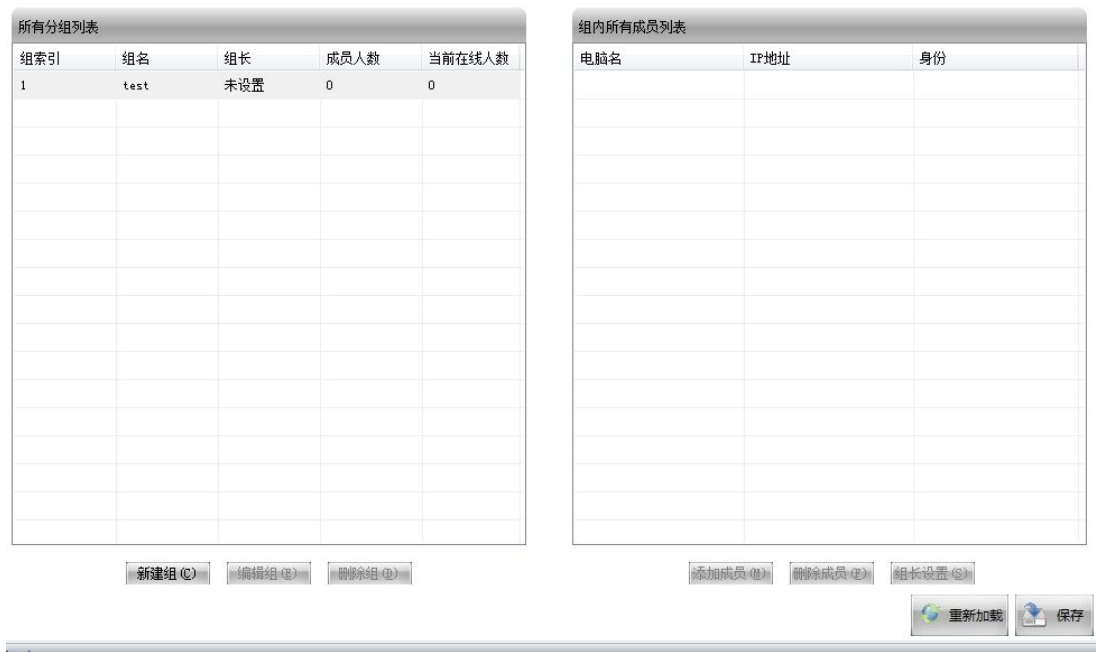 所有分组列表
组内所有成员列表
组索引 组名 组长 成员人数 当前在线人数
电脑名 IP地址 身份
1 test 未设置 0 0
新建组(C) 编辑组(E) 删除组(D)
添加成员(M) 删除成员(F) 组长设置(S)
重新加载 保存